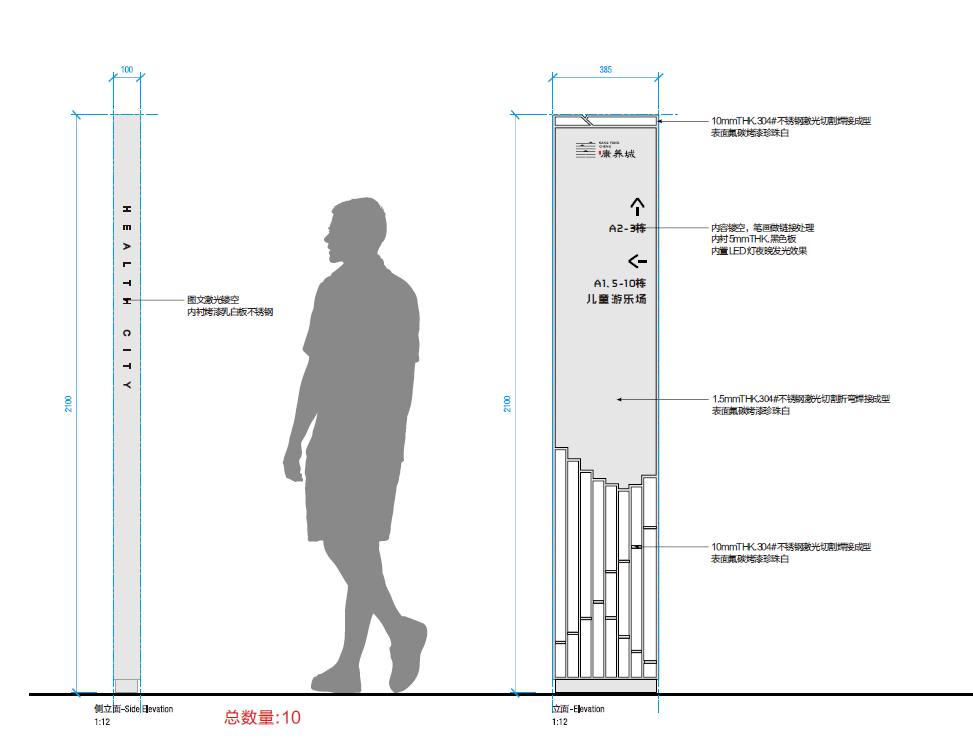 100
385
2100
2100
HEALTH CITY
图文激光镂空
内衬烤漆乳白板不锈钢
KANG YANG
CHENG
康养城
A2-3栋
A1、5-10栋
儿童游乐场
10mmTHK.304#不锈钢激光切割焊接成型
表面氟碳烤漆珍珠白
内容镂空，笔画做链接处理
内衬5mmTHK.黑色板
内置LED灯夜晚发光效果
1.5mmTHK.304#不锈钢激光切割折弯焊接成型
表面氟碳烤漆珍珠白
10mmTHK.304#不锈钢激光切割焊接成型
表面氟碳烤漆珍珠白
侧立面-Side Elevation
1:12
总数量:10
立面-Elevation
1:12